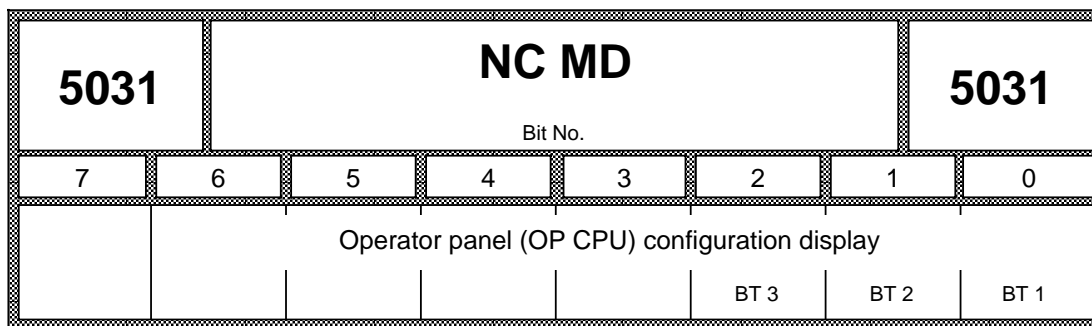 5031 NC MD 5031
Bit No.
7 6 5 4 3 2 1 0
Operator panel (OP CPU) configuration display
BT 3 BT 2 BT 1